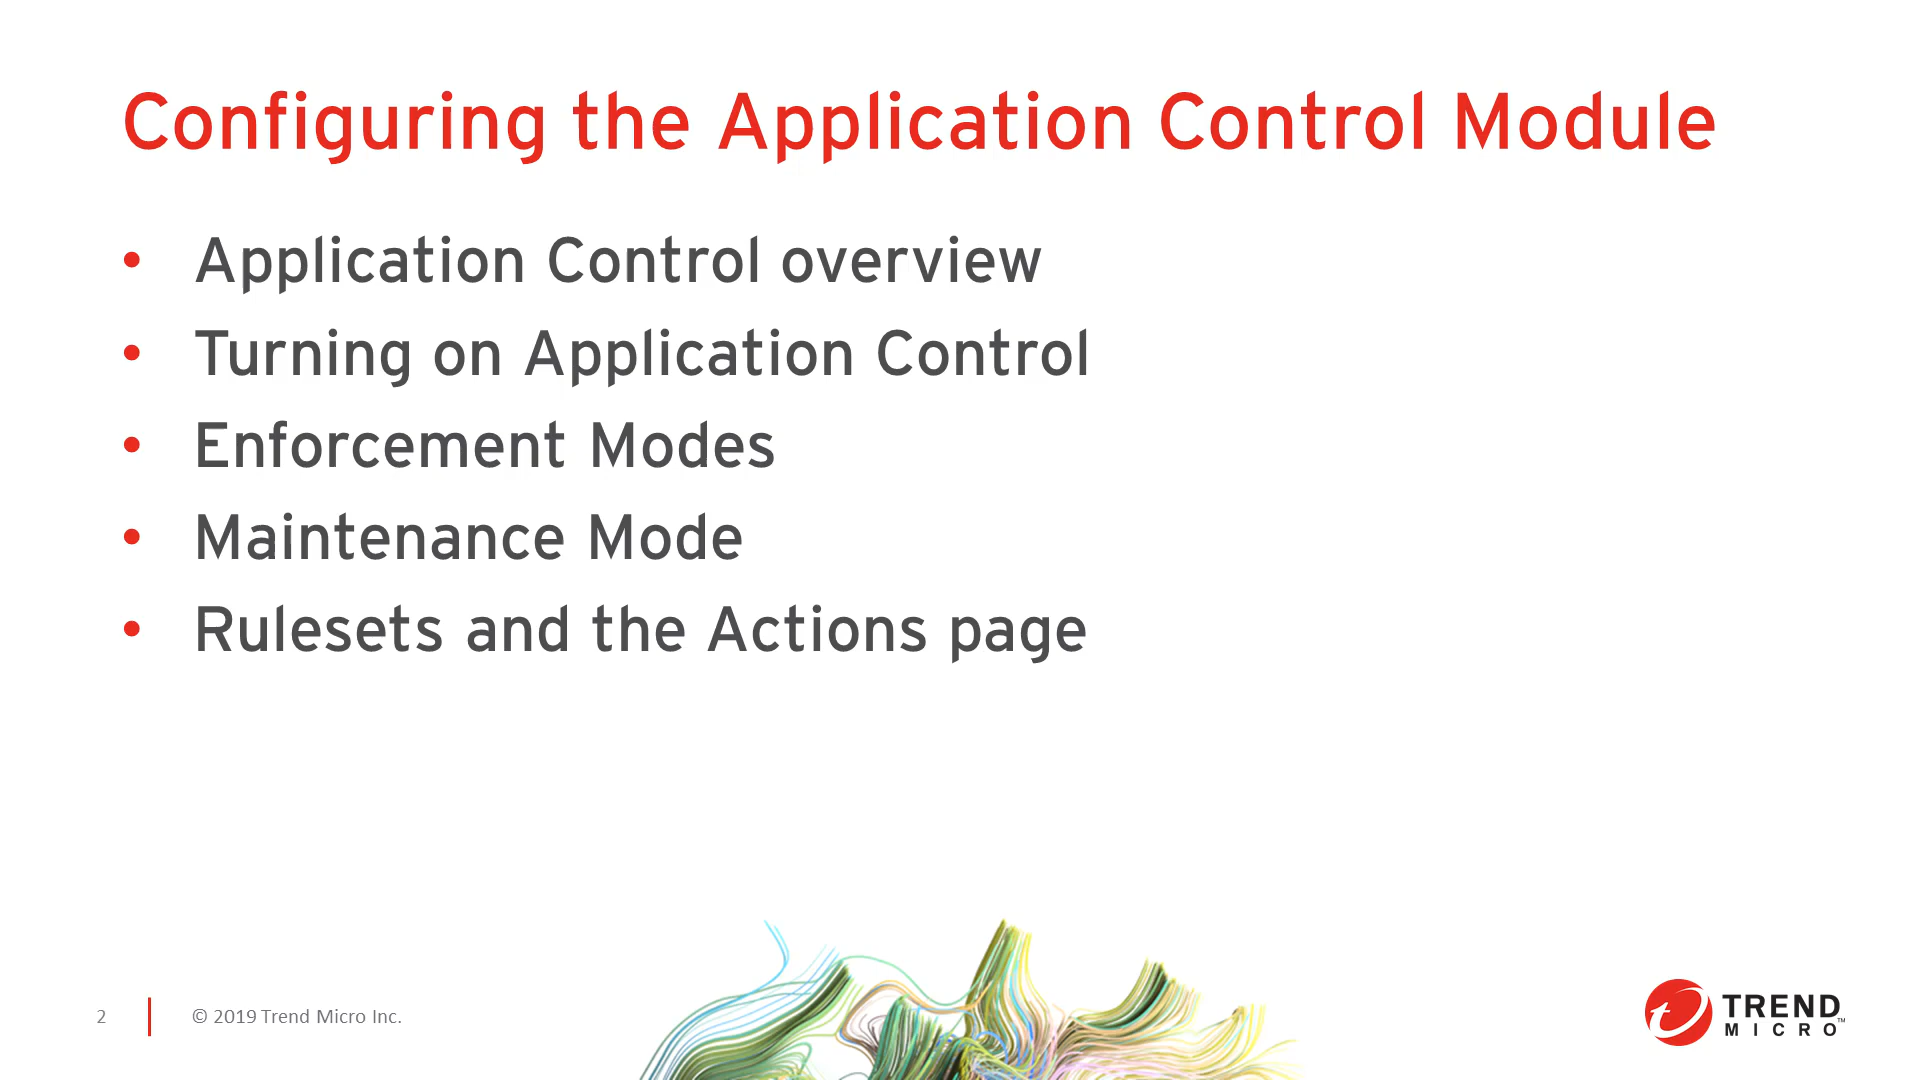 Configuring the Application Control Module
• Application Control overview
• Turning on Application Control
• Enforcement Modes
• Maintenance Mode
• Rulesets and the Actions page
2
© 2019 Trend Micro Inc.
TREND
MICRO™